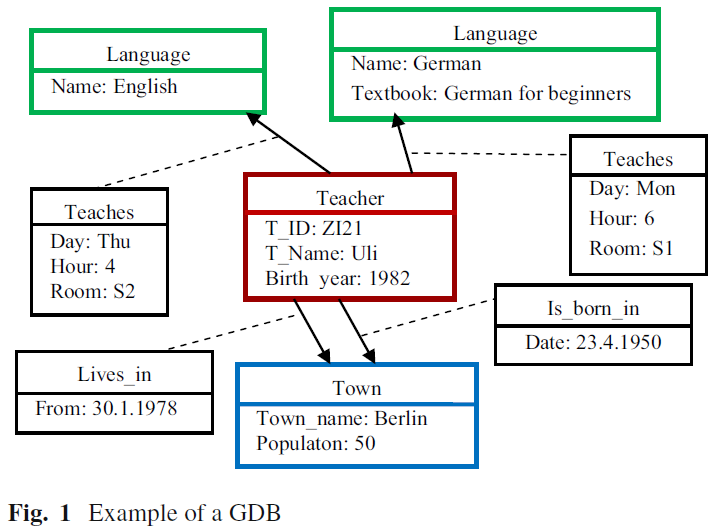 Language
Name: English
Language
Name: German
Textbook: German for beginners
Teaches
Day: Thu
Hour: 4
Room: S2
Teacher
T_ID: ZI21
T_Name: Uli
Birth year: 1982
Teaches
Day: Mon
Hour: 6
Room: S1
Is_born_in
Date: 23.4.1950
Lives_in
From: 30.1.1978
Town
Town_name: Berlin
Populaton: 50
Fig. 1 Example of a GDB